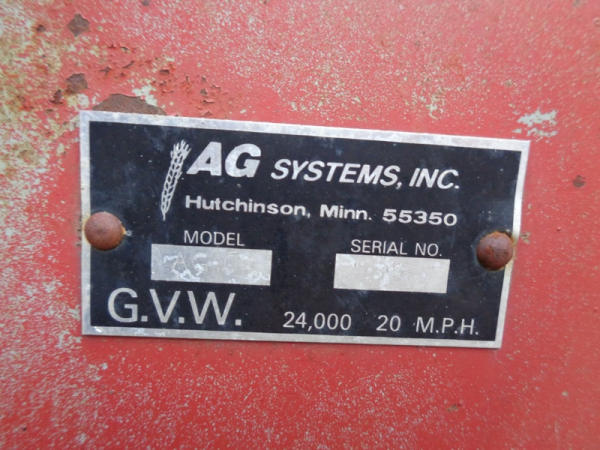 AG SYSTEMS, INC.
Hutchinson, Minn. 55350
MODEL SERIAL NO.
G.V.W. 24,000 20 M.P.H.